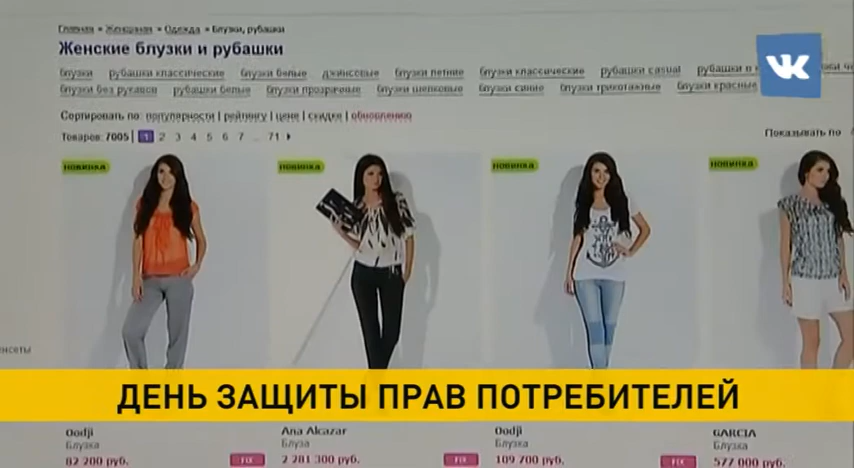 Главная » Женщинам » Одежда » Блузки, рубашки
Женские блузки и рубашки
блузки рубашки классические блузки белые джинсовые блузки летние блузки классические рубашки casual рубашки в
блузки без рукавов рубашки белые блузки прозрачные блузки шелковые блузки синие блузки трикотажные блузки красные
Сортировать по: популярности | рейтингу | цене | скидке | обновлению
Товаров: 7005 | 1 2 3 4 5 6 7 ... 71
Показывать по
новинка новинка новинка новинка
ДЕНЬ ЗАЩИТЫ ПРАВ ПОТРЕБИТЕЛЕЙ
Oodji Ana Alcazar Oodji GARCIA
Блузка Блуза Блузка Блузка
82 200 руб. FIX 2 281 300 руб. FIX 109 700 руб. FIX 577 000 руб.